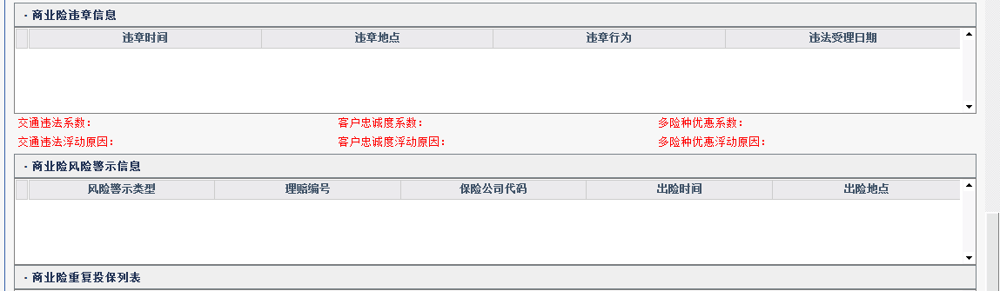 · 商业险违章信息
违章时间 违章地点 违章行为 违法受理日期
交通违法系数: 客户忠诚度系数: 多险种优惠系数:
交通违法浮动原因: 客户忠诚度浮动原因: 多险种优惠浮动原因:
· 商业险风险警示信息
风险警示类型 理赔编号 保险公司代码 出险时间 出险地点
· 商业险重复投保列表